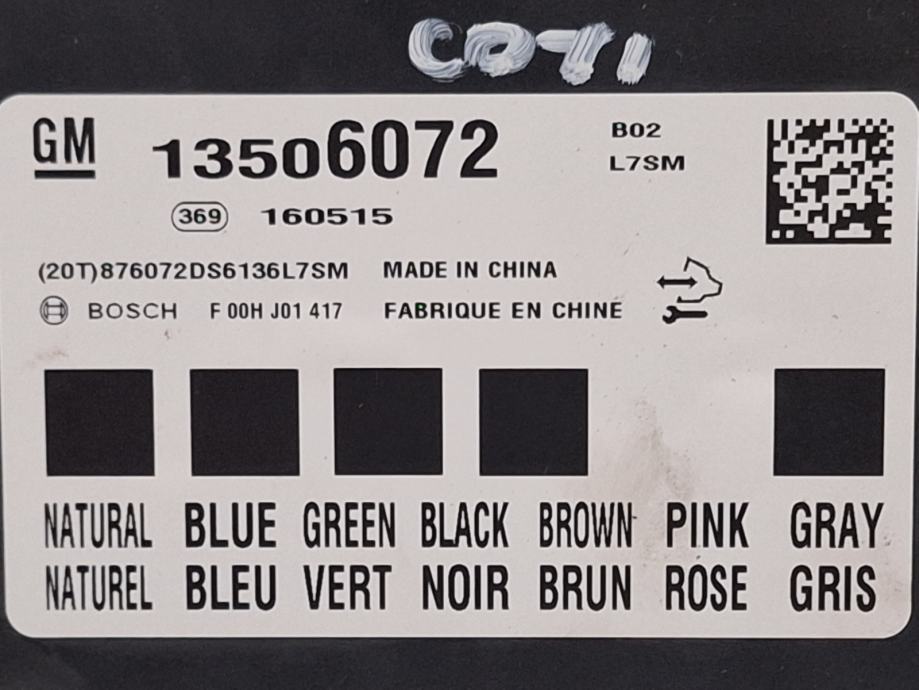 COT1
GM 13506072 B02
L7SM
369 160515
(20T)876072DS6136L7SM MADE IN CHINA
BOSCH F 00H J01 417 FABRIQUE EN CHINE
NATURAL BLUE GREEN BLACK BROWN PINK GRAY
NATUREL BLEU VERT NOIR BRUN ROSE GRIS